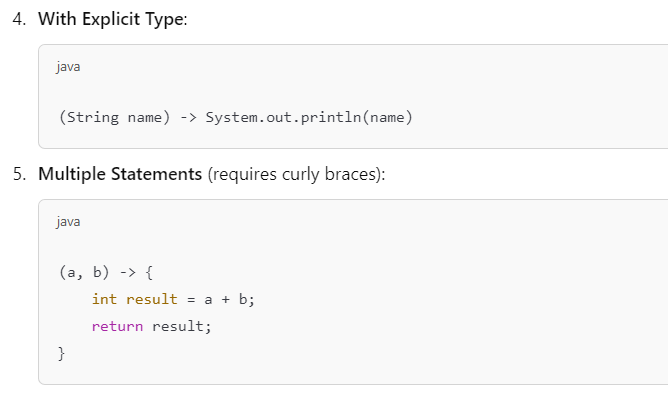 4. With Explicit Type:
java
(String name) -> System.out.println(name)
5. Multiple Statements (requires curly braces):
java
(a, b) -> {
    int result = a + b;
    return result;
}